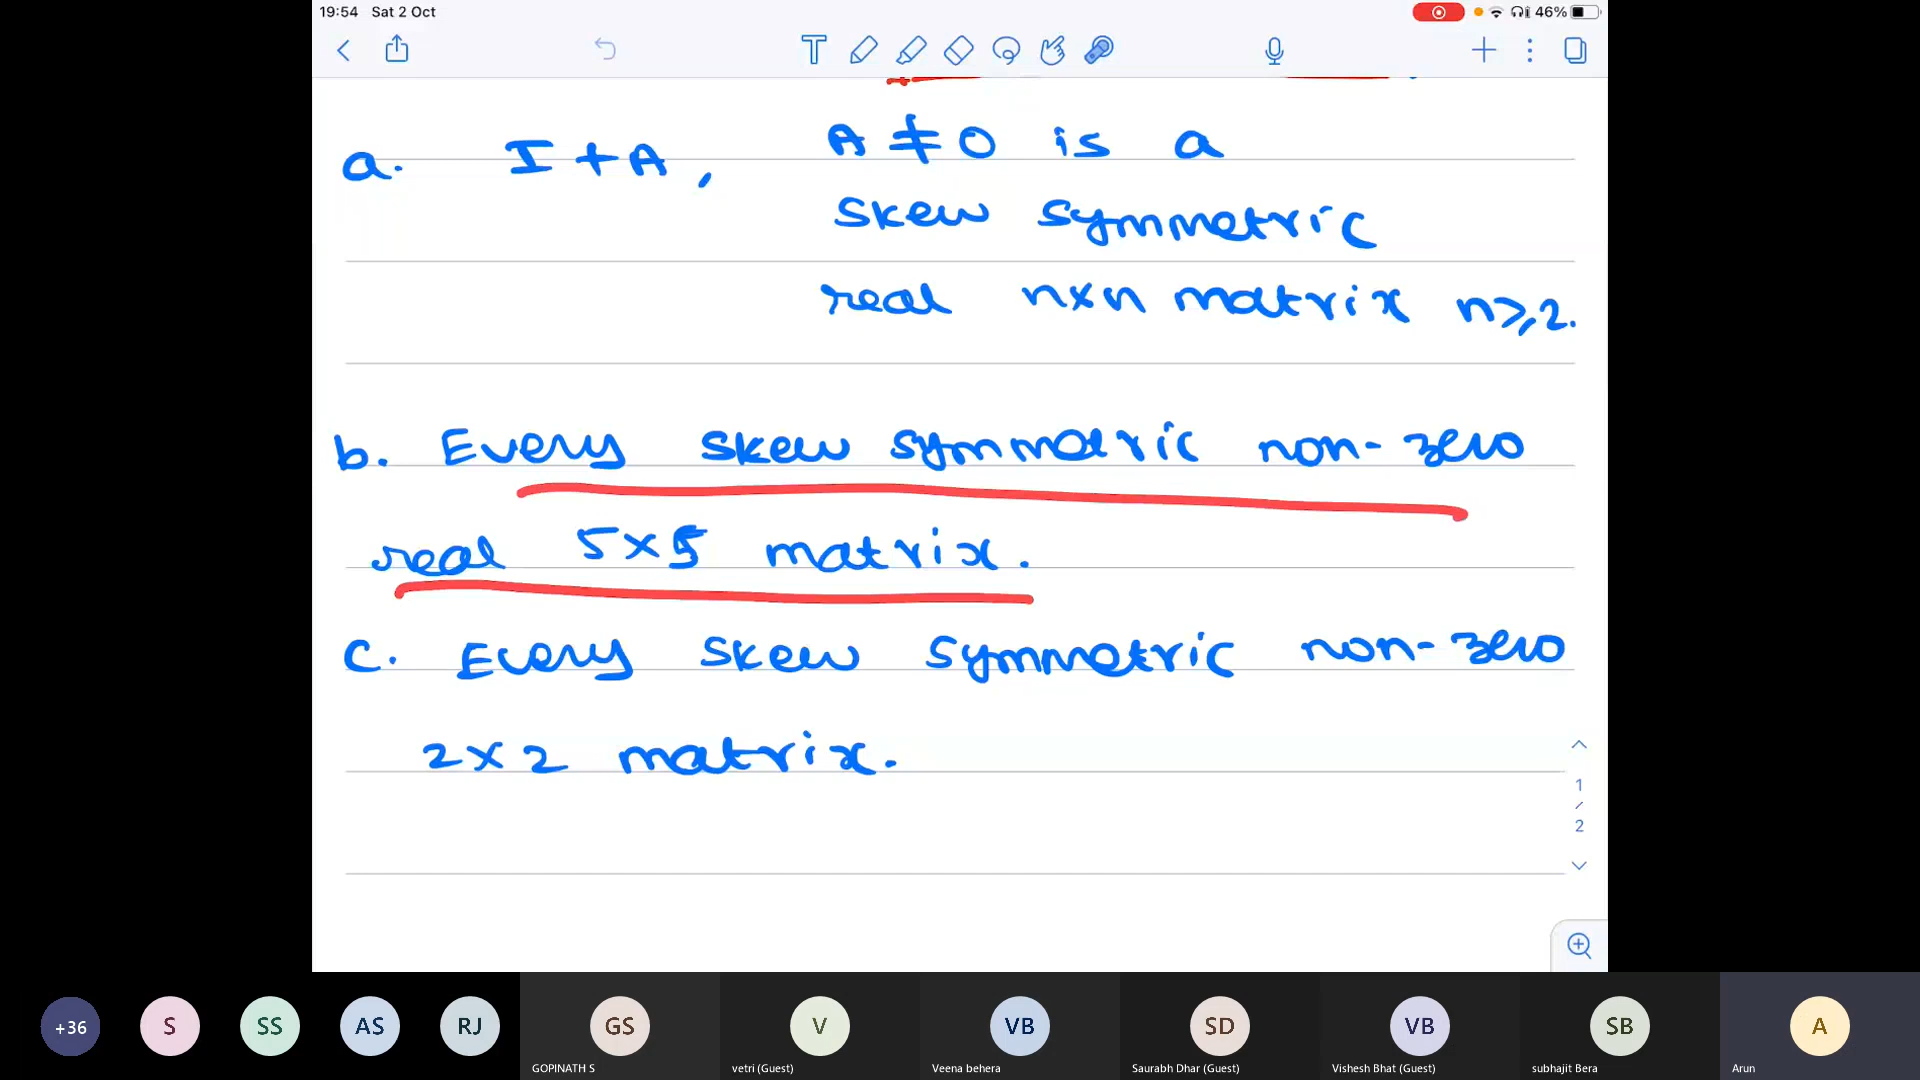 19:54 Sat 2 Oct
46%
a. I + A, A ≠ 0 is a
skew symmetric
real n×n matrix n≥2.
b. Every skew symmetric non-zero
real 5×5 matrix.
c. Every skew symmetric non-zero
2×2 matrix.
1
/
2
+36
S
SS
AS
RJ
GS
V
VB
SD
VB
SB
A
GOPINATH S
vetri (Guest)
Veena behera
Saurabh Dhar (Guest)
Vishesh Bhat (Guest)
subhajit Bera
Arun